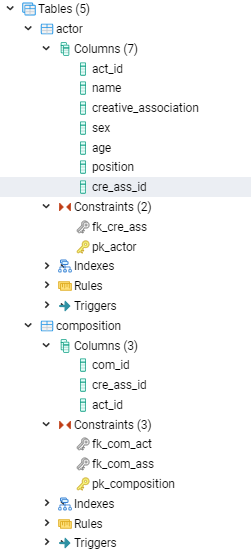 Tables (5)
actor
Columns (7)
act_id
name
creative_association
sex
age
position
cre_ass_id
Constraints (2)
fk_cre_ass
pk_actor
Indexes
Rules
Triggers
composition
Columns (3)
com_id
cre_ass_id
act_id
Constraints (3)
fk_com_act
fk_com_ass
pk_composition
Indexes
Rules
Triggers